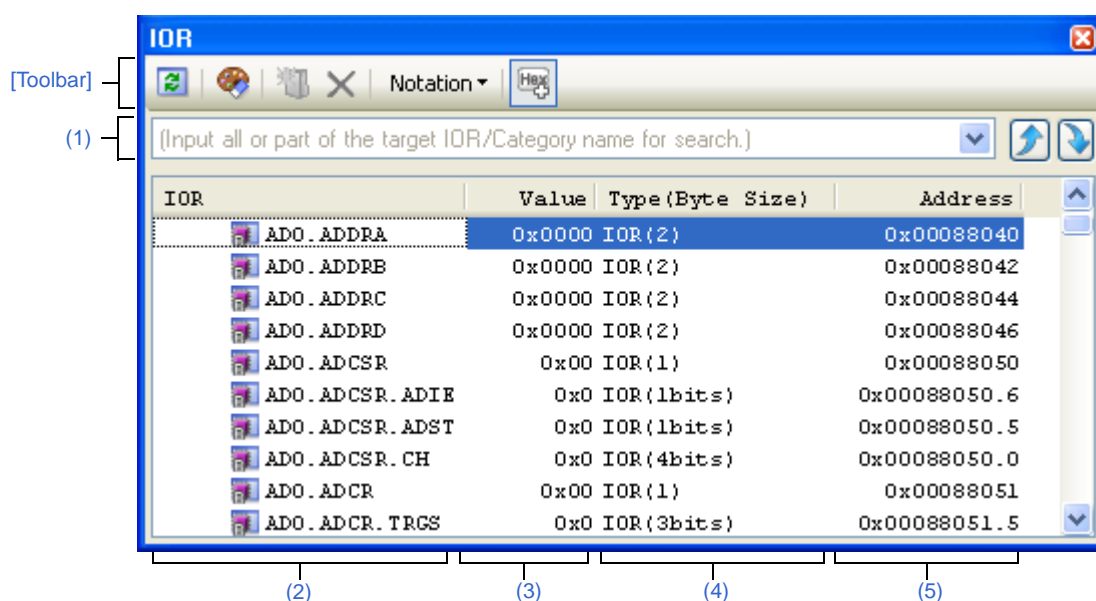 IOR
[Toolbar]
Notation
Hex
(1)
(Input all or part of the target IOR/Category name for search.)
IOR Value Type(Byte Size) Address
AD0.ADDRA 0x0000 IOR(2) 0x00088040
AD0.ADDRB 0x0000 IOR(2) 0x00088042
AD0.ADDRC 0x0000 IOR(2) 0x00088044
AD0.ADDRD 0x0000 IOR(2) 0x00088046
AD0.ADCSR 0x00 IOR(1) 0x00088050
AD0.ADCSR.ADIE 0x0 IOR(1bits) 0x00088050.6
AD0.ADCSR.ADST 0x0 IOR(1bits) 0x00088050.5
AD0.ADCSR.CH 0x0 IOR(4bits) 0x00088050.0
AD0.ADCR 0x00 IOR(1) 0x00088051
AD0.ADCR.TRGS 0x0 IOR(3bits) 0x00088051.5
(2) (3) (4) (5)